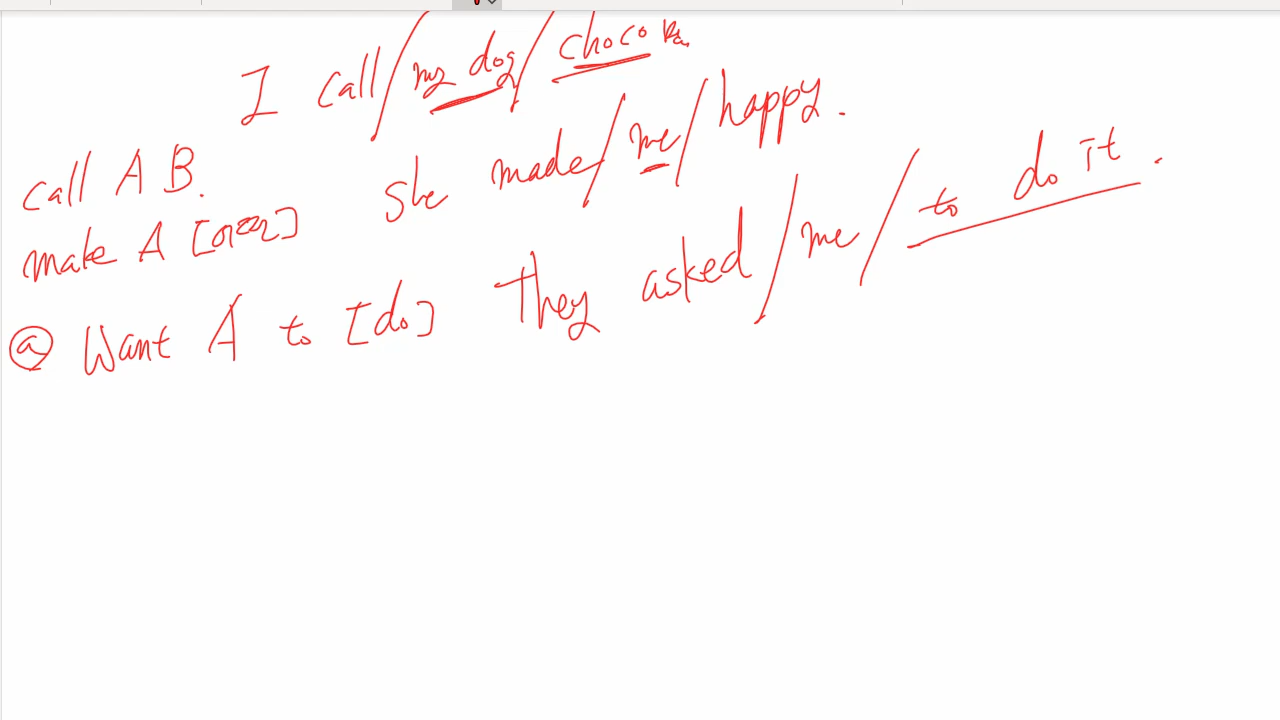 I call / my dog / choco
call A B. She made / me / happy.
make A [ ]
ⓐ Want A to [do] They asked / me / to do it.